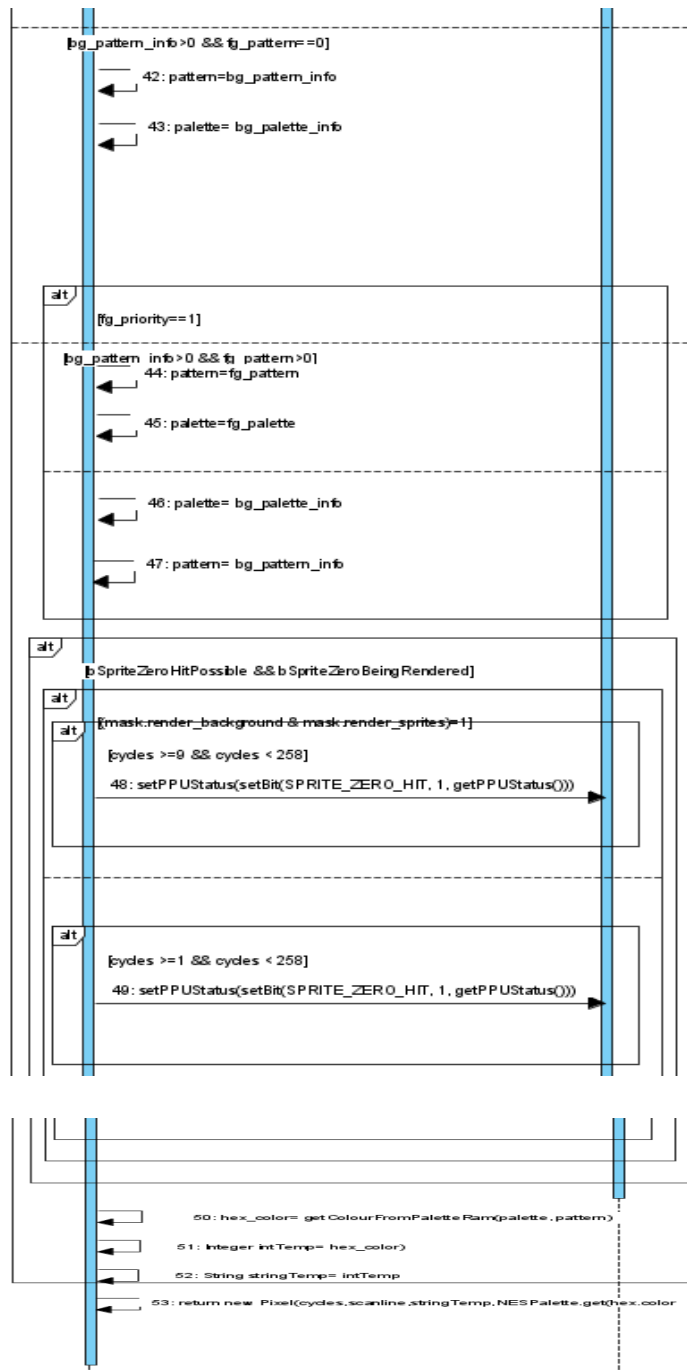 [bg_pattern_info>0 && fg_pattern==0]
42: pattern=bg_pattern_info
43: palette= bg_palette_info
alt
[fg_priority==1]
[bg_pattern_info>0 && fg_pattern>0]
44: pattern=fg_pattern
45: palette=fg_palette
46: palette= bg_palette_info
47: pattern= bg_pattern_info
alt
[bSpriteZeroHitPossible && bSpriteZeroBeingRendered]
alt
[(mask.render_background & mask.render_sprites)=1]
alt
[cycles >=9 && cycles < 258]
48: setPPUStatus(setBit(SPRITE_ZERO_HIT, 1, getPPUStatus()))
alt
[cycles >=1 && cycles < 258]
49: setPPUStatus(setBit(SPRITE_ZERO_HIT, 1, getPPUStatus()))
50: hex_color= getColourFromPaletteRam(palette,pattern)
51: Integer intTemp= hex_color)
52: String stringTemp= intTemp
53: return new Pixel(cycles,scanline,stringTemp,NESPalette.get(hex.color